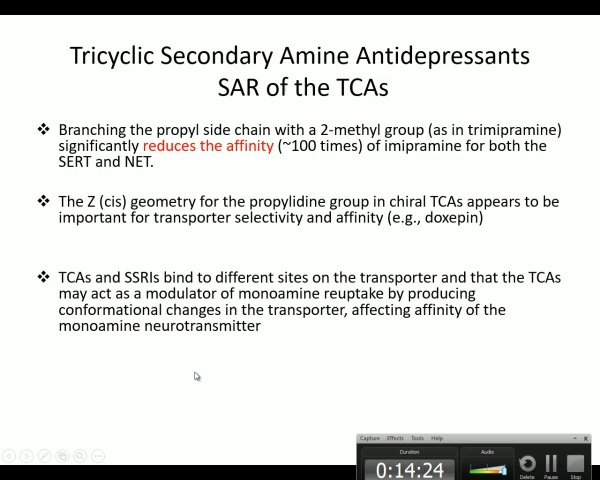 Tricyclic Secondary Amine Antidepressants
SAR of the TCAs
❖ Branching the propyl side chain with a 2-methyl group (as in trimipramine)
significantly reduces the affinity (~100 times) of imipramine for both the
SERT and NET.
❖ The Z (cis) geometry for the propylidine group in chiral TCAs appears to be
important for transporter selectivity and affinity (e.g., doxepin)
❖ TCAs and SSRIs bind to different sites on the transporter and that the TCAs
may act as a modulator of monoamine reuptake by producing
conformational changes in the transporter, affecting affinity of the
monoamine neurotransmitter
Capture Effects Tools Help
Duration Audio
0:14:24
Delete Pause Stop